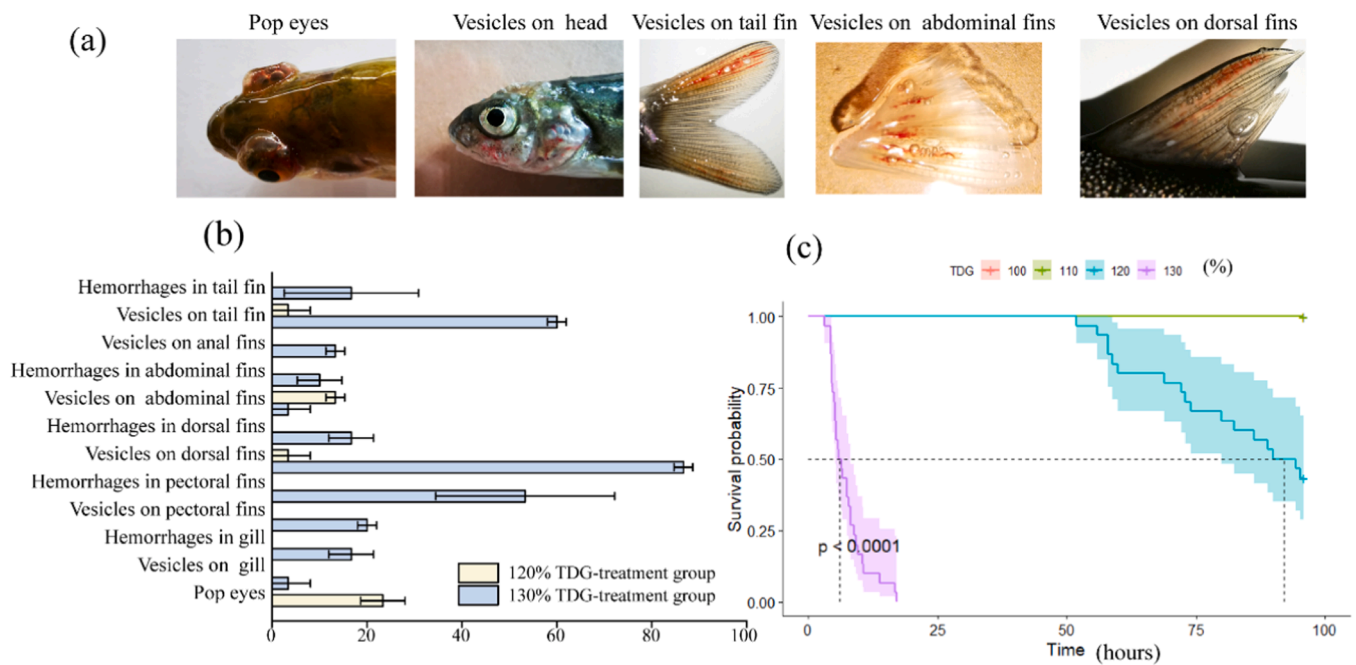 (a)
Pop eyes
Vesicles on head
Vesicles on tail fin
Vesicles on abdominal fins
Vesicles on dorsal fins
(b)
Hemorrhages in tail fin
Vesicles on tail fin
Vesicles on anal fins
Hemorrhages in abdominal fins
Vesicles on abdominal fins
Hemorrhages in dorsal fins
Vesicles on dorsal fins
Hemorrhages in pectoral fins
Vesicles on pectoral fins
Hemorrhages in gill
Vesicles on gill
Pop eyes
120% TDG-treatment group
130% TDG-treatment group
0 20 40 60 80 100
(c)
TDG 100 110 120 130 (%)
Survival probability
1.00
0.75
0.50
0.25
0.00
p < 0.0001
0 25 50 75 100
Time (hours)